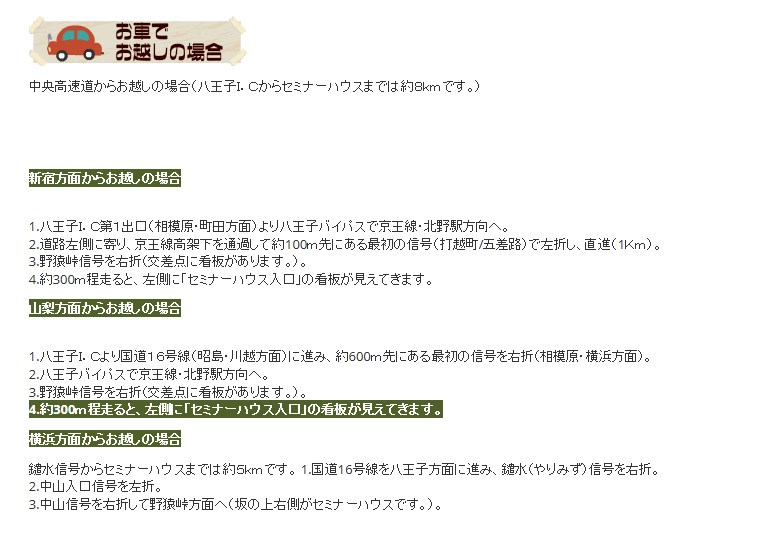 お車で
お越しの場合
中央高速道からお越しの場合（八王子I．Cからセミナーハウスまでは約8kmです。）
新宿方面からお越しの場合
1.八王子I．C第1出口（相模原・町田方面）より八王子バイパスで京王線・北野駅方向へ。
2.道路左側に寄り、京王線高架下を通過して約100m先にある最初の信号（打越町/五差路）で左折し、直進（1Km）。
3.野猿峠信号を右折（交差点に看板があります。）。
4.約300m程走ると、左側に「セミナーハウス入口」の看板が見えてきます。
山梨方面からお越しの場合
1.八王子I．Cより国道16号線（昭島・川越方面）に進み、約600m先にある最初の信号を右折（相模原・横浜方面）。
2.八王子バイパスで京王線・北野駅方向へ。
3.野猿峠信号を右折（交差点に看板があります。）。
4.約300m程走ると、左側に「セミナーハウス入口」の看板が見えてきます。
横浜方面からお越しの場合
鑓水信号からセミナーハウスまでは約5kmです。 1.国道16号線を八王子方面に進み、鑓水（やりみず）信号を右折。
2.中山入口信号を左折。
3.中山信号を右折して野猿峠方面へ（坂の上右側がセミナーハウスです。）。